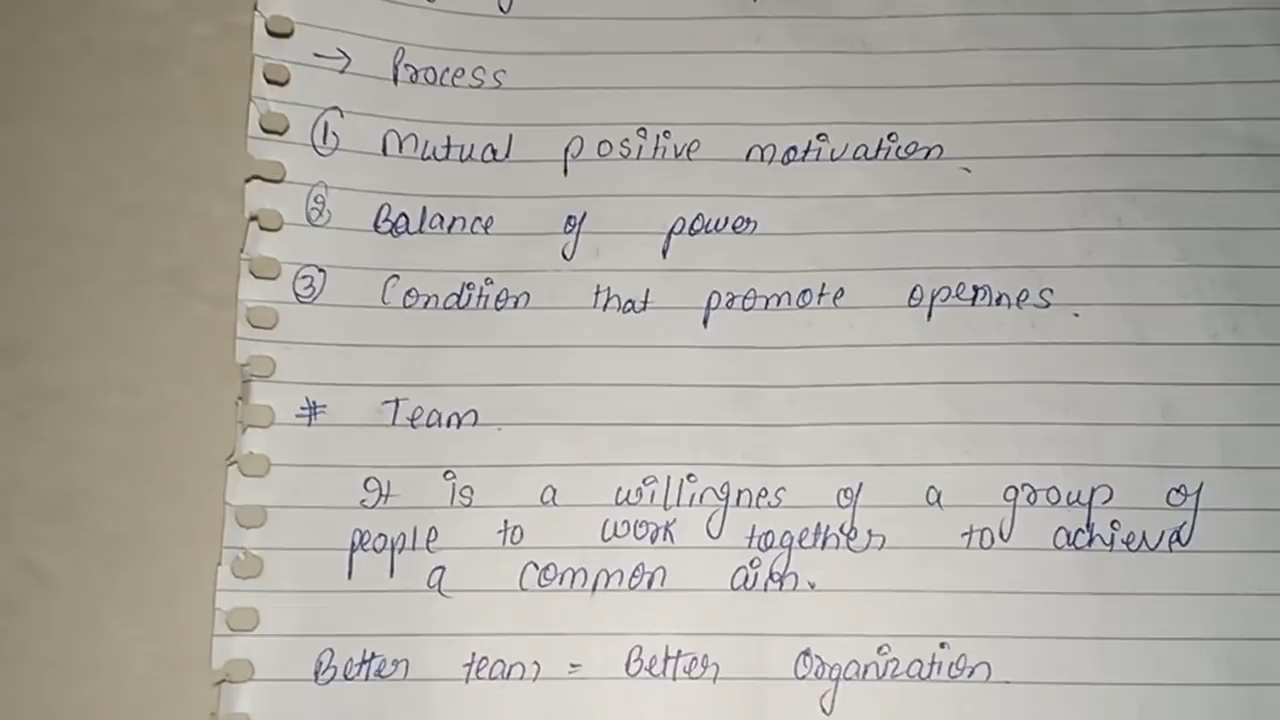 → Process
① Mutual positive motivation.
② Balance of power
③ Condition that promote opennes.
# Team.
It is a willingnes of a group of
people to work together to achieve
a common aim.
Better team = Better Organization.